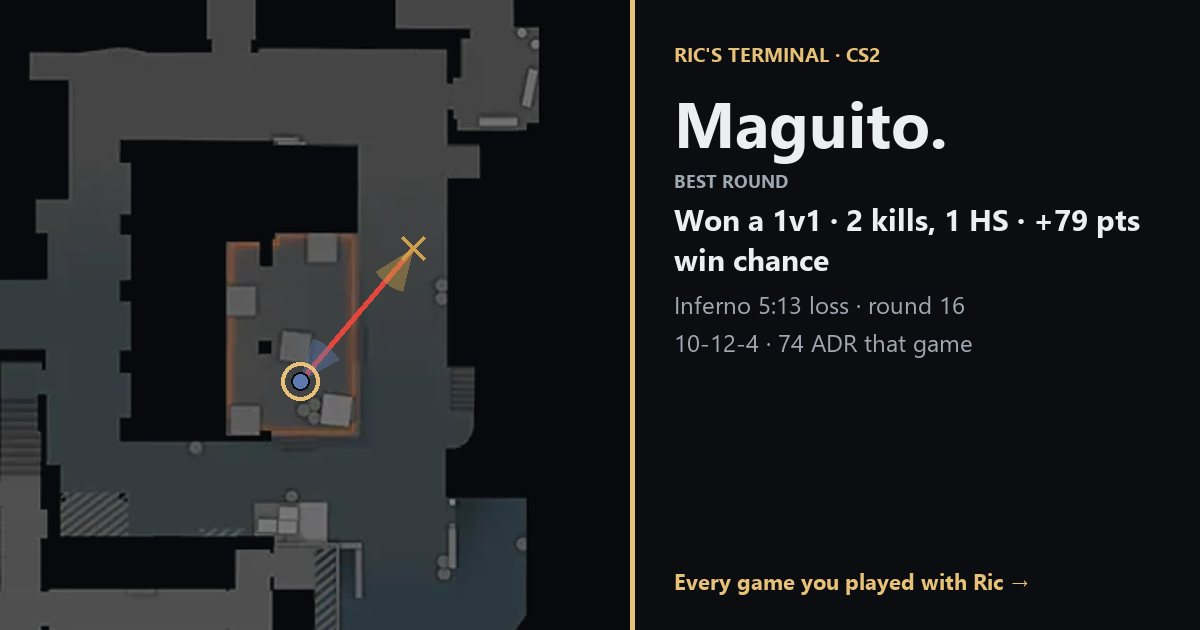 RIC'S TERMINAL · CS2
Maguito.
BEST ROUND
Won a 1v1 · 2 kills, 1 HS · +79 pts
win chance
Inferno 5:13 loss · round 16
10-12-4 · 74 ADR that game
Every game you played with Ric →